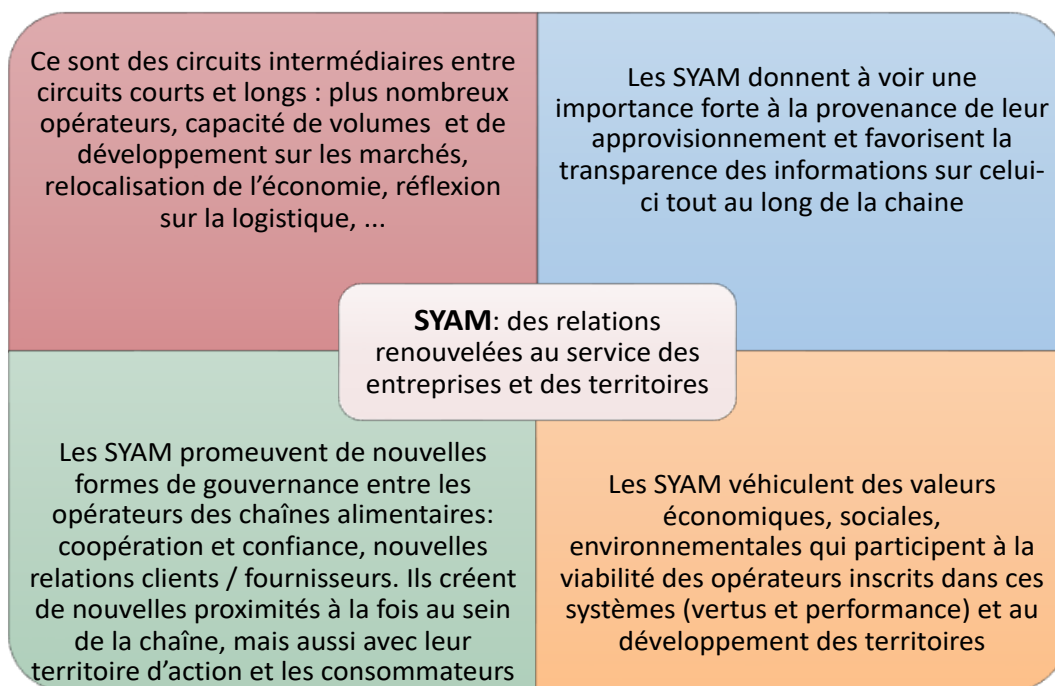 Ce sont des circuits intermédiaires entre
circuits courts et longs : plus nombreux
opérateurs, capacité de volumes et de
développement sur les marchés,
relocalisation de l’économie, réflexion
sur la logistique, ...
Les SYAM donnent à voir une
importance forte à la provenance de leur
approvisionnement et favorisent la
transparence des informations sur celui-
ci tout au long de la chaine
SYAM: des relations
renouvelées au service des
entreprises et des territoires
Les SYAM promeuvent de nouvelles
formes de gouvernance entre les
opérateurs des chaînes alimentaires:
coopération et confiance, nouvelles
relations clients / fournisseurs. Ils créent
de nouvelles proximités à la fois au sein
de la chaîne, mais aussi avec leur
territoire d’action et les consommateurs
Les SYAM véhiculent des valeurs
économiques, sociales,
environnementales qui participent à la
viabilité des opérateurs inscrits dans ces
systèmes (vertus et performance) et au
développement des territoires